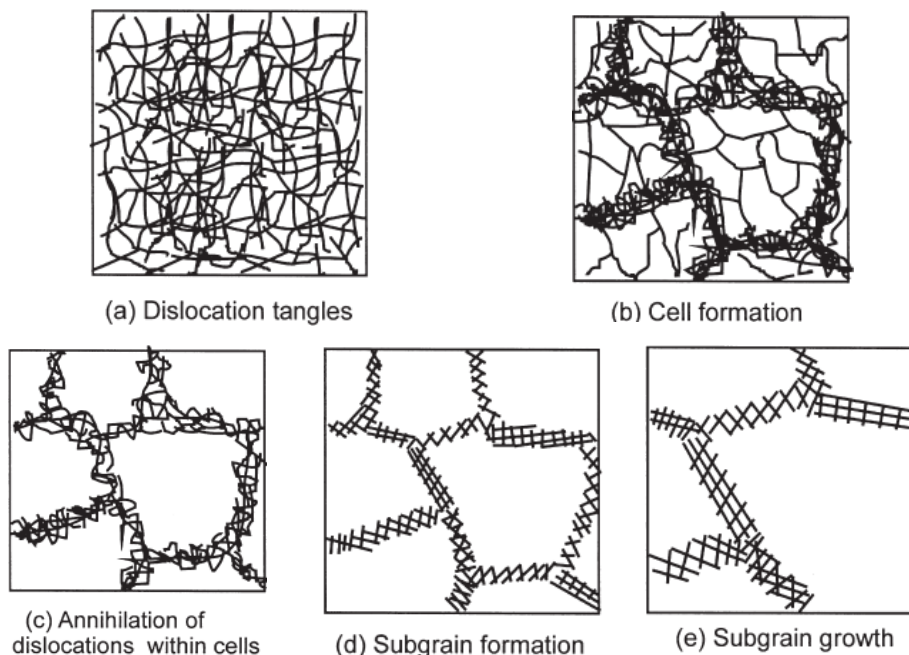 (a) Dislocation tangles
(b) Cell formation
(c) Annihilation of
dislocations within cells
(d) Subgrain formation
(e) Subgrain growth